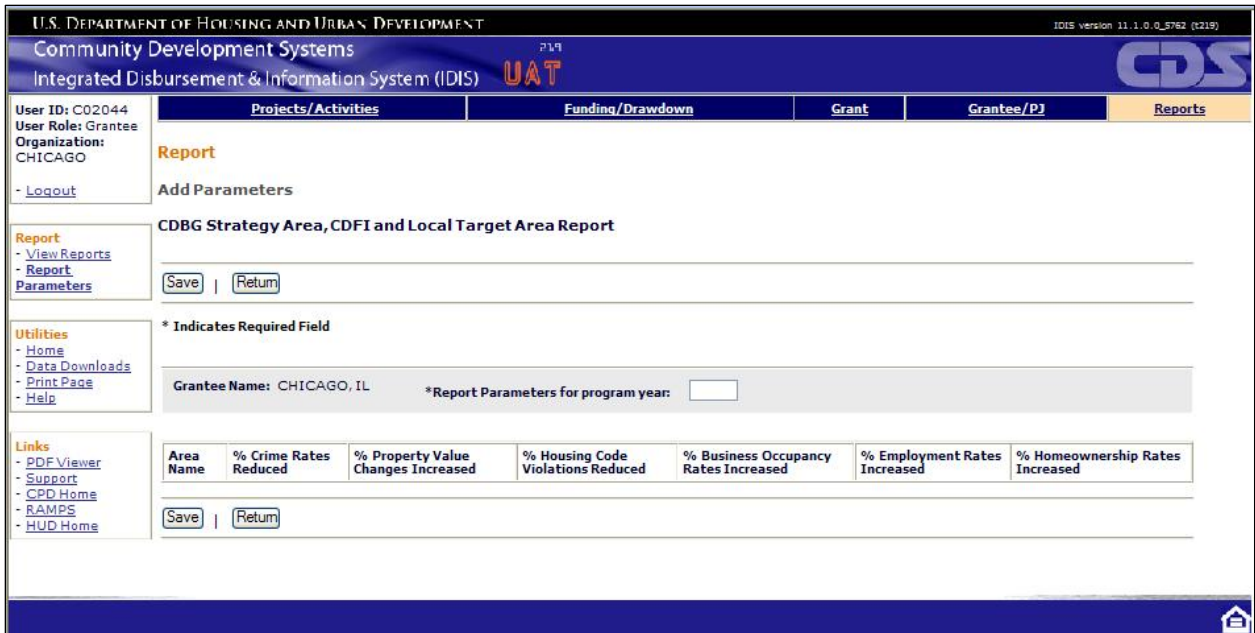 U.S. DEPARTMENT OF HOUSING AND URBAN DEVELOPMENT
IDIS version 11.1.0.0_5762 (t219)
Community Development Systems
Integrated Disbursement & Information System (IDIS)
UAT
CDS
User ID: C02044
User Role: Grantee
Organization:
CHICAGO
- Logout
Projects/Activities
Funding/Drawdown
Grant
Grantee/PJ
Reports
Report
- View Reports
- Report
Parameters
Utilities
- Home
- Data Downloads
- Print Page
- Help
Links
- PDF Viewer
- Support
- CPD Home
- RAMPS
- HUD Home
Report
Add Parameters
CDBG Strategy Area, CDFI and Local Target Area Report
Save | Return
* Indicates Required Field
Grantee Name: CHICAGO, IL *Report Parameters for program year:
Area Name
% Crime Rates Reduced
% Property Value Changes Increased
% Housing Code Violations Reduced
% Business Occupancy Rates Increased
% Employment Rates Increased
% Homeownership Rates Increased
Save | Return